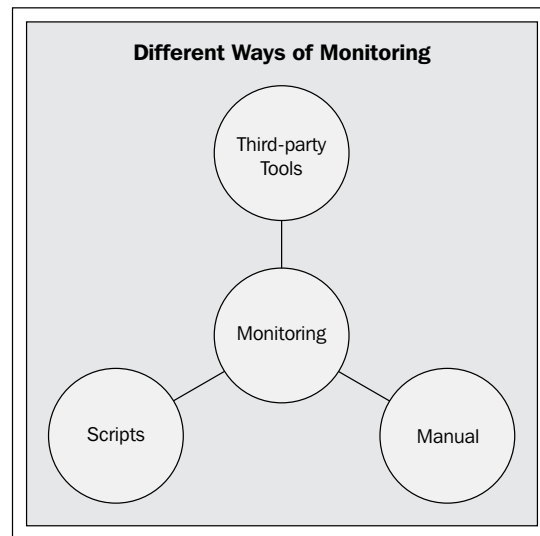 Different Ways of Monitoring
Third-party
Tools
Monitoring
Scripts
Manual